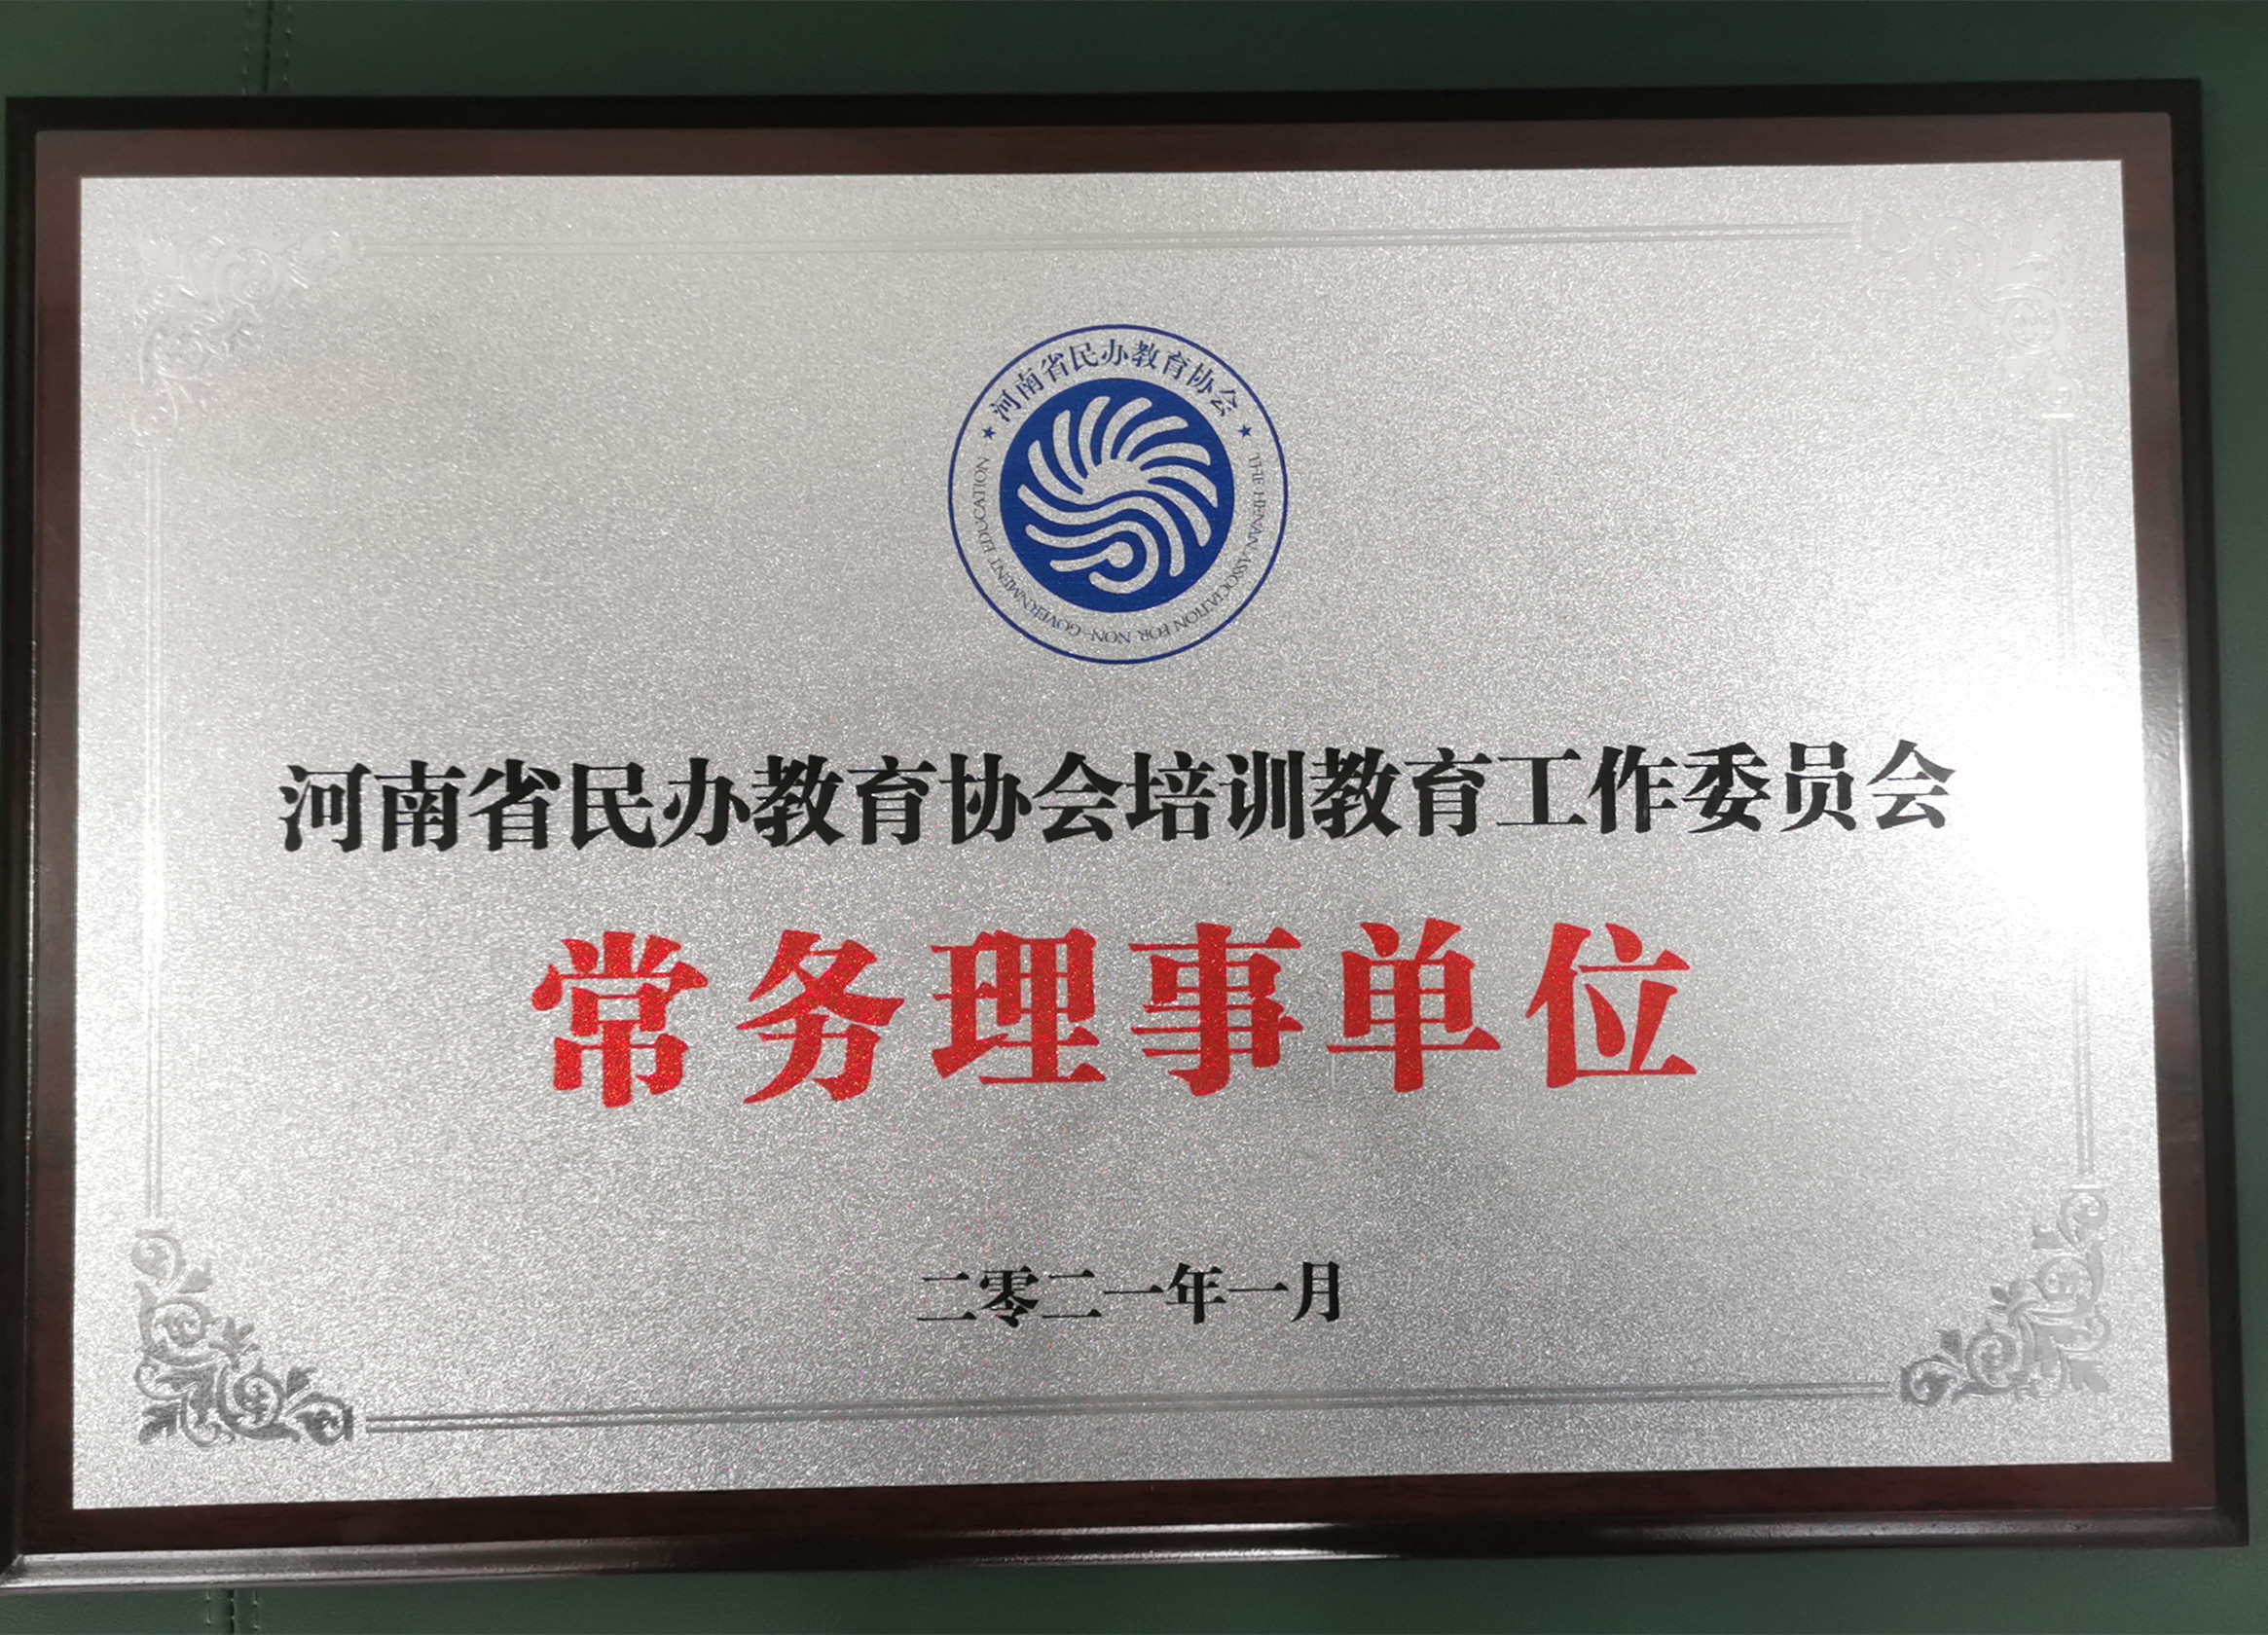 河南省民办教育协会
THE HENAN ASSOCIATION FOR NON-GOVERNMENT EDUCATION
河南省民办教育协会培训教育工作委员会
常务理事单位
二零二一年一月